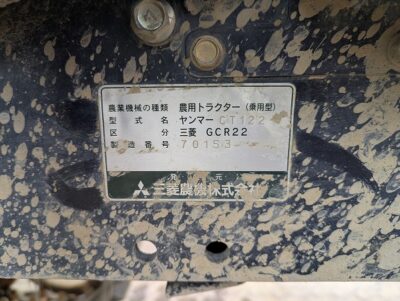 農業機械の種類 農用トラクター (乗用型)
型式名 ヤンマー CT122
区分 三菱 GCR22
製造番号 70153
発 元
三菱農機株式会社